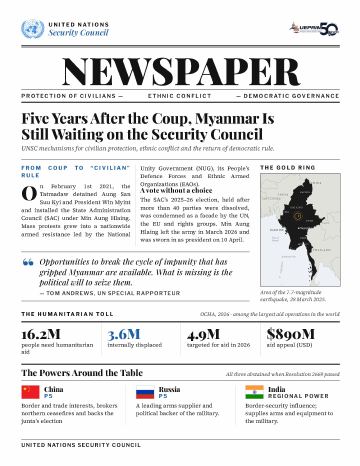 UNITED NATIONS
Security Council
50
NEWSPAPER
PROTECTION OF CIVILIANS — ETHNIC CONFLICT — DEMOCRATIC GOVERNANCE
Five Years After the Coup, Myanmar Is
Still Waiting on the Security Council
UNSC mechanisms for civilian protection, ethnic conflict and the return of democratic rule.
FROM COUP TO "CIVILIAN"
RULE
On February 1st, 2021, the
Tatmadaw detained Aung San
Suu Kyi and President Win Myint
and installed the State Administration
Council (SAC) under Min Aung Hlaing.
Mass protests grew into a nationwide
armed resistance led by the National
Unity Government (NUG), its People's
Defence Forces and Ethnic Armed
Organizations (EAOs).
A vote without a choice
The SAC's 2025–26 election, held after
more than 40 parties were dissolved,
was condemned as a facade by the UN,
the EU and rights groups. Min Aung
Hlaing left the army in March 2026 and
was sworn in as president on 10 April.
THE GOLD RING
Area of the 7.7-magnitude
earthquake, 28 March 2025.
“ Opportunities to break the cycle of impunity that has
gripped Myanmar are available. What is missing is the
political will to seize them.
— TOM ANDREWS, UN SPECIAL RAPPORTEUR
THE HUMANITARIAN TOLL
OCHA, 2026 · among the largest aid operations in the world
16.2M
people need humanitarian
aid
3.6M
internally displaced
4.9M
targeted for aid in 2026
$890M
aid appeal (USD)
The Powers Around the Table
All three abstained when Resolution 2669 passed
China
P5
Border and trade interests, brokers
northern ceasefires and backs the
junta's election
Russia
P5
A leading arms supplier and
political backer of the military.
India
REGIONAL POWER
Border-security influence;
supplies arms and equipment to
the military.
UNITED NATIONS SECURITY COUNCIL